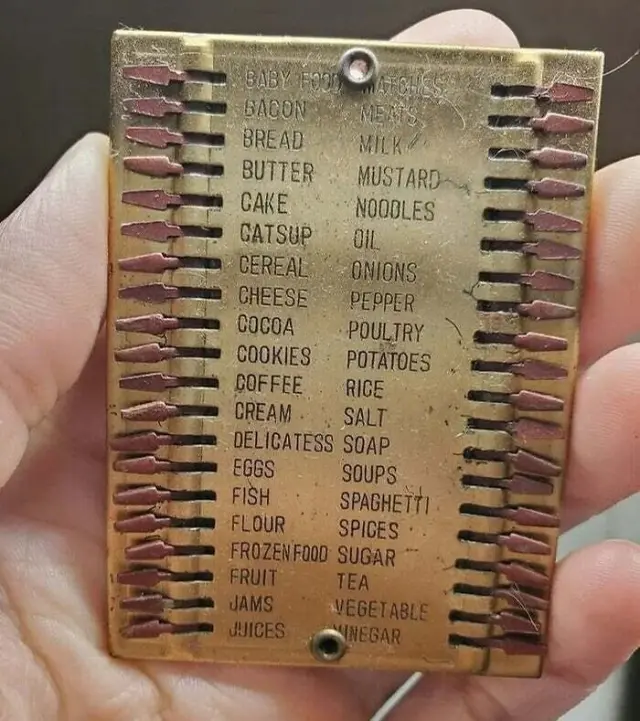 BABY FOOD MATCHES
BACON MEATS
BREAD MILK
BUTTER MUSTARD
CAKE NOODLES
CATSUP OIL
CEREAL ONIONS
CHEESE PEPPER
COCOA POULTRY
COOKIES POTATOES
COFFEE RICE
CREAM SALT
DELICATESS SOAP
EGGS SOUPS
FISH SPAGHETTI
FLOUR SPICES
FROZEN FOOD SUGAR
FRUIT TEA
JAMS VEGETABLE
JUICES VINEGAR